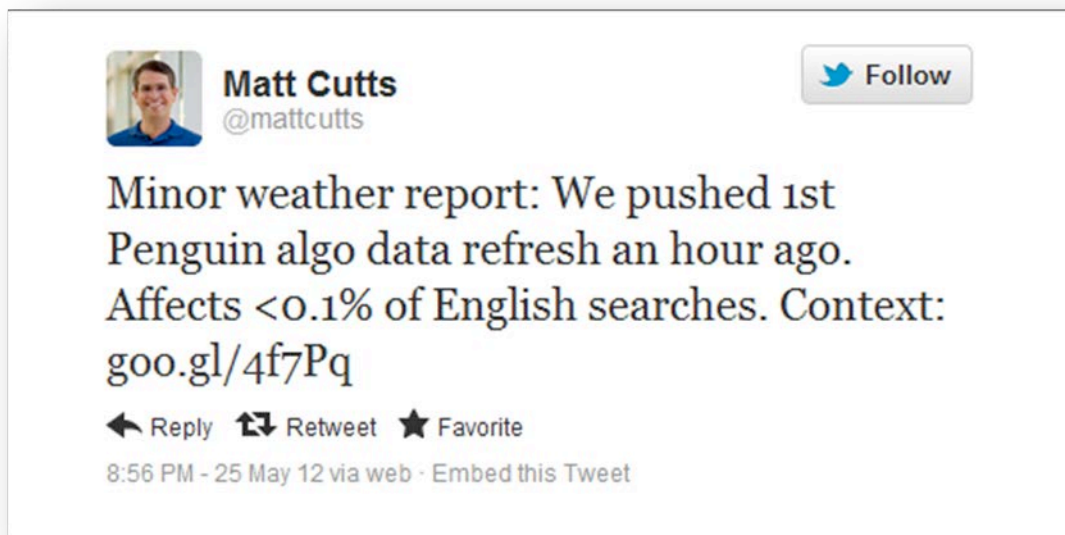 Matt Cutts
@mattcutts
Follow
Minor weather report: We pushed 1st
Penguin algo data refresh an hour ago.
Affects <0.1% of English searches. Context:
goo.gl/4f7Pq
Reply Retweet Favorite
8:56 PM - 25 May 12 via web · Embed this Tweet